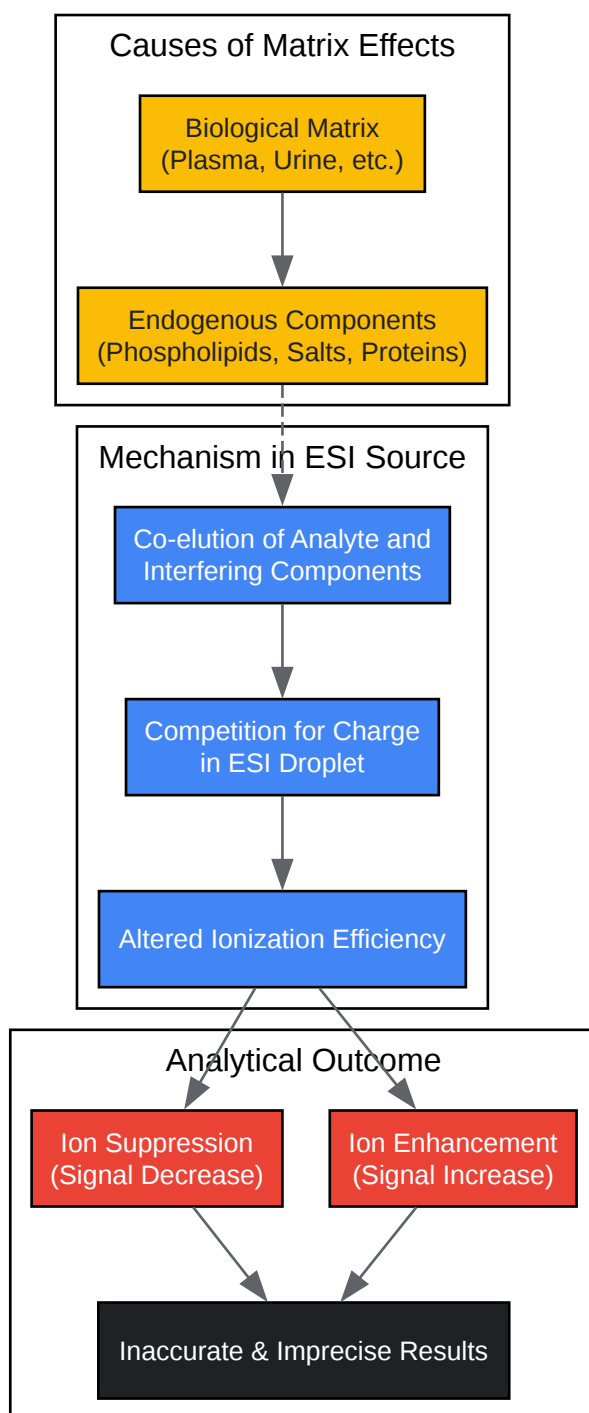 Causes of Matrix Effects
Biological Matrix
(Plasma, Urine, etc.)
Endogenous Components
(Phospholipids, Salts, Proteins)
Mechanism in ESI Source
Co-elution of Analyte and
Interfering Components
Competition for Charge
in ESI Droplet
Altered Ionization Efficiency
Analytical Outcome
Ion Suppression
(Signal Decrease)
Ion Enhancement
(Signal Increase)
Inaccurate & Imprecise Results